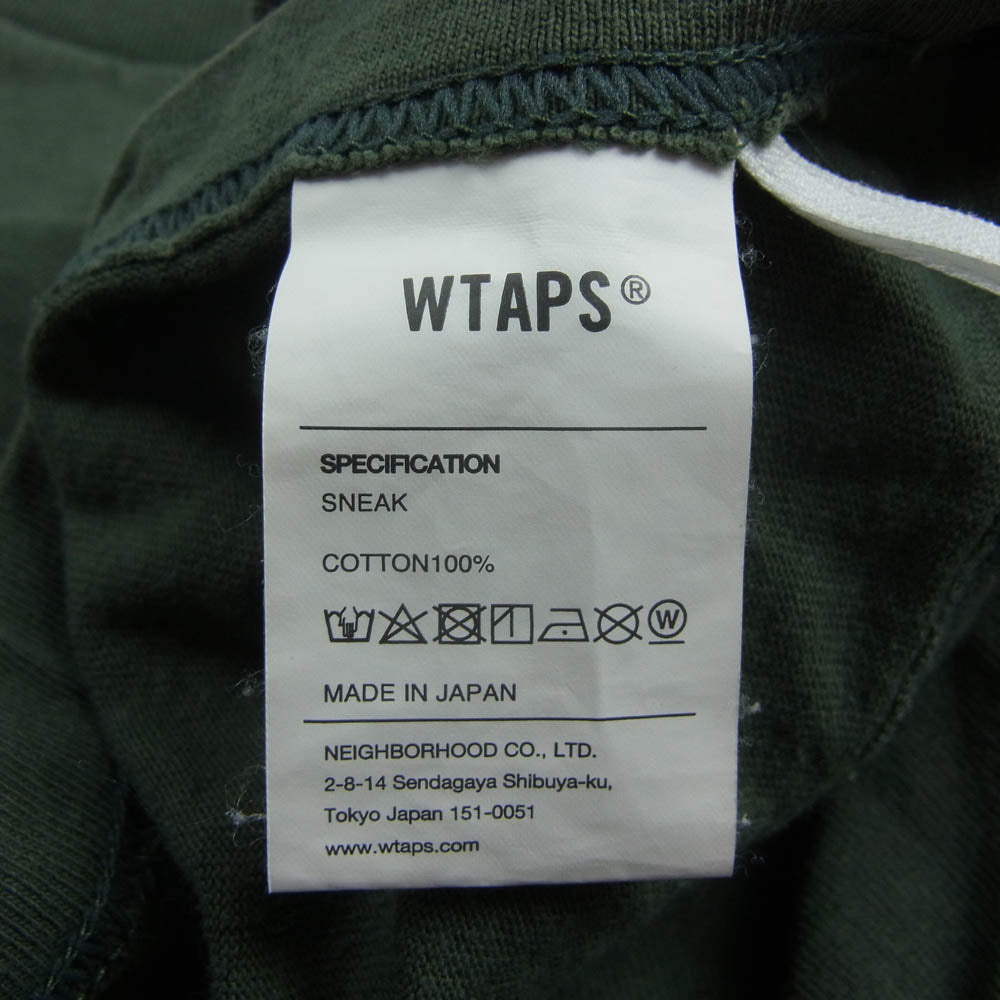 WTAPS®
SPECIFICATION
SNEAK
COTTON100%
W
MADE IN JAPAN
NEIGHBORHOOD CO., LTD.
2-8-14 Sendagaya Shibuya-ku,
Tokyo Japan 151-0051
www.wtaps.com